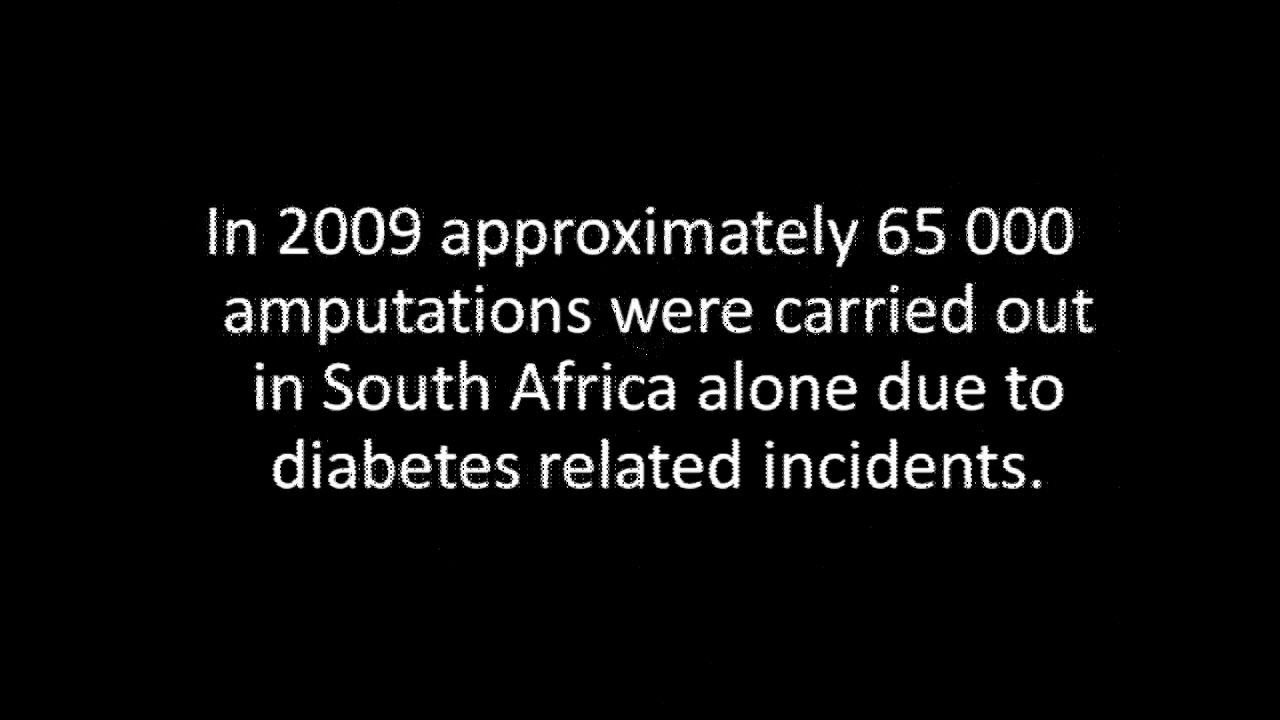 In 2009 approximately 65 000
amputations were carried out
in South Africa alone due to
diabetes related incidents.